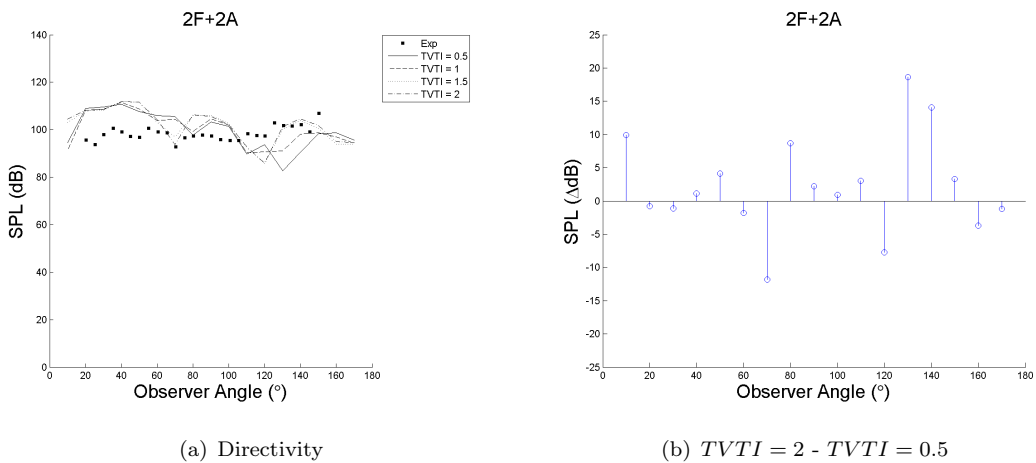 2F+2A
140
120
100
80
60
40
20
0
SPL (dB)
0 20 40 60 80 100 120 140 160 180
Observer Angle (°)
Exp
TVTI = 0.5
TVTI = 1
TVTI = 1.5
TVTI = 2
(a) Directivity
2F+2A
25
20
15
10
5
0
-5
-10
-15
-20
-25
SPL (ΔdB)
0 20 40 60 80 100 120 140 160 180
Observer Angle (°)
(b) TVTI = 2 - TVTI = 0.5